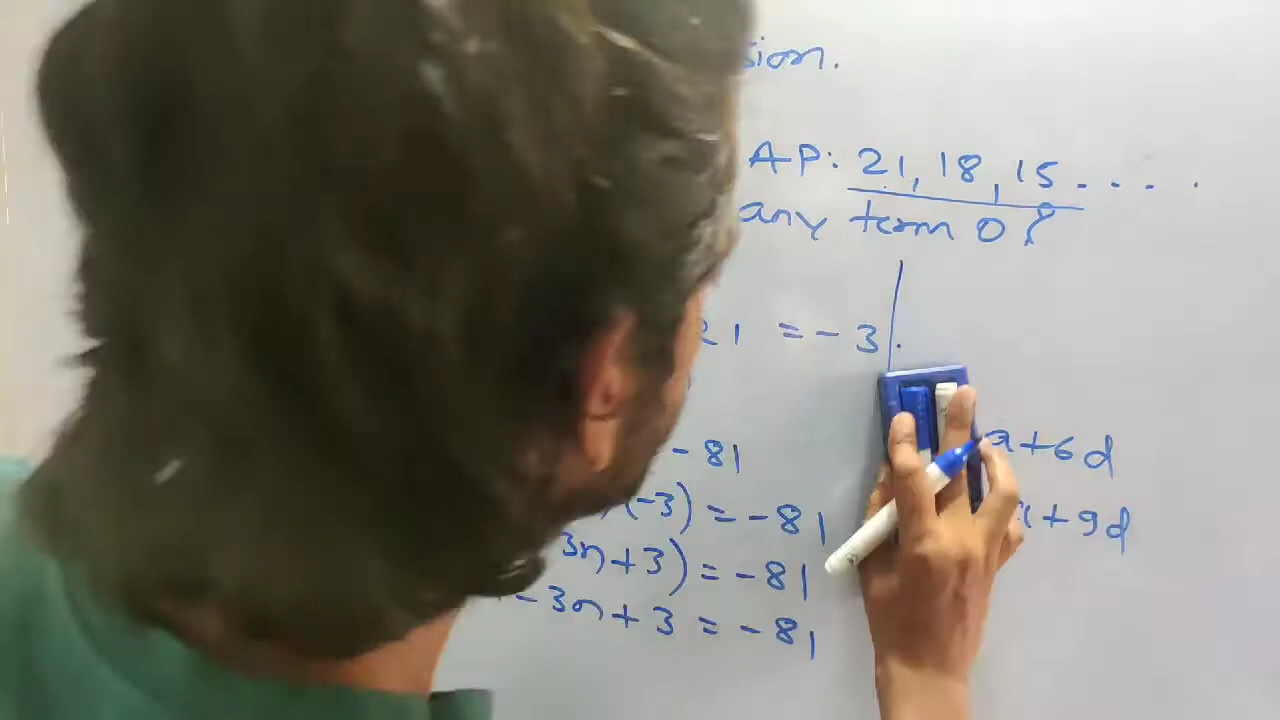 sion.
AP: 21, 18, 15 - - - .
any term 0?
21 = - 3
- 81
(-3) = - 81
3n + 3) = - 81
- 3n + 3 = - 81
a + 6d
+ 9d